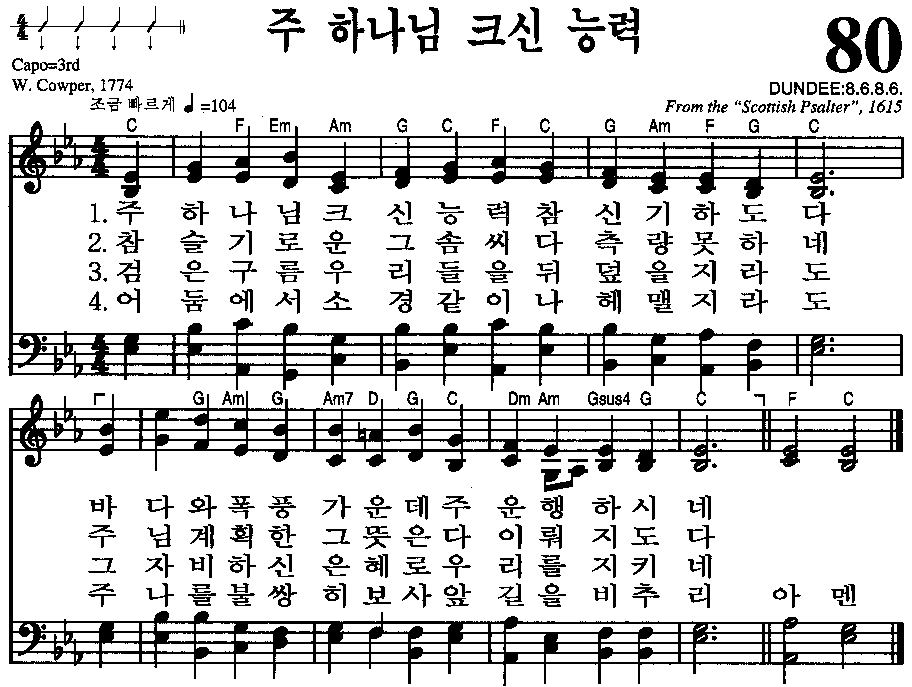 4/4
주 하나님 크신 능력
80
Capo=3rd
W. Cowper, 1774
DUNDEE:8.6.8.6.
조금 빠르게 ♩=104
From the "Scottish Psalter", 1615
C F Em Am G C F C G Am F G C
4/4
1. 주 하 나 님 크 신 능 력 참 신 기 하 도 다
2. 참 슬 기 로 운 그 솜 씨 다 측 량 못 하 네
3. 검 은 구 름 우 리 들 을 뒤 덮 을 지 라 도
4. 어 둠 에 서 소 경 같 이 나 헤 맬 지 라 도
4/4
G Am G Am7 D G C Dm Am Gsus4 G C F C
바 다 와 폭 풍 가 운 데 주 운 행 하 시 네
주 님 계 획 한 그 뜻 은 다 이 뤄 지 도 다
그 자 비 하 신 은 혜 로 우 리 를 지 키 네
주 나 를 불 쌍 히 보 사 앞 길 을 비 추 리 아 멘